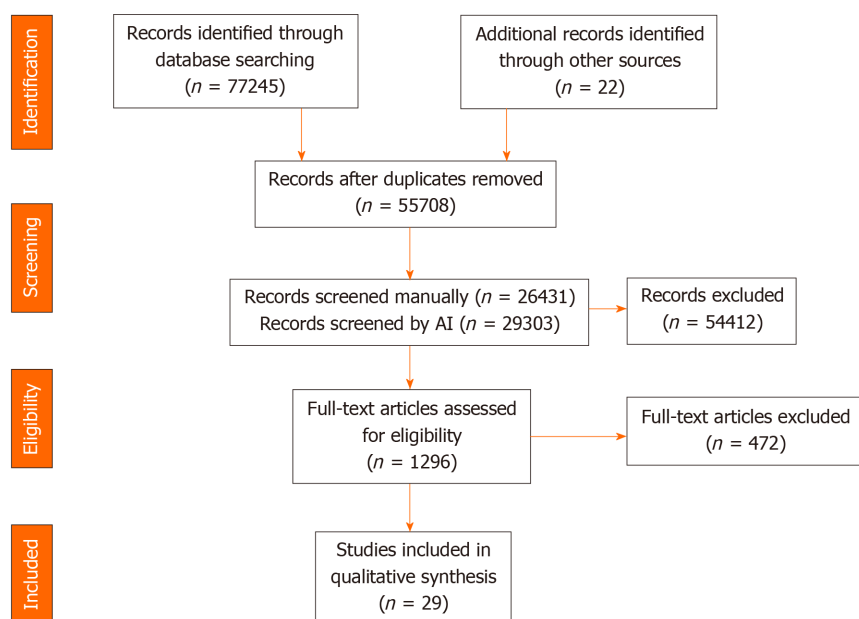 Identification
Records identified through
database searching
(n = 77245)
Additional records identified
through other sources
(n = 22)
Records after duplicates removed
(n = 55708)
Screening
Records screened manually (n = 26431)
Records screened by AI (n = 29303)
Records excluded
(n = 54412)
Eligibility
Full-text articles assessed
for eligibility
(n = 1296)
Full-text articles excluded
(n = 472)
Included
Studies included in
qualitative synthesis
(n = 29)